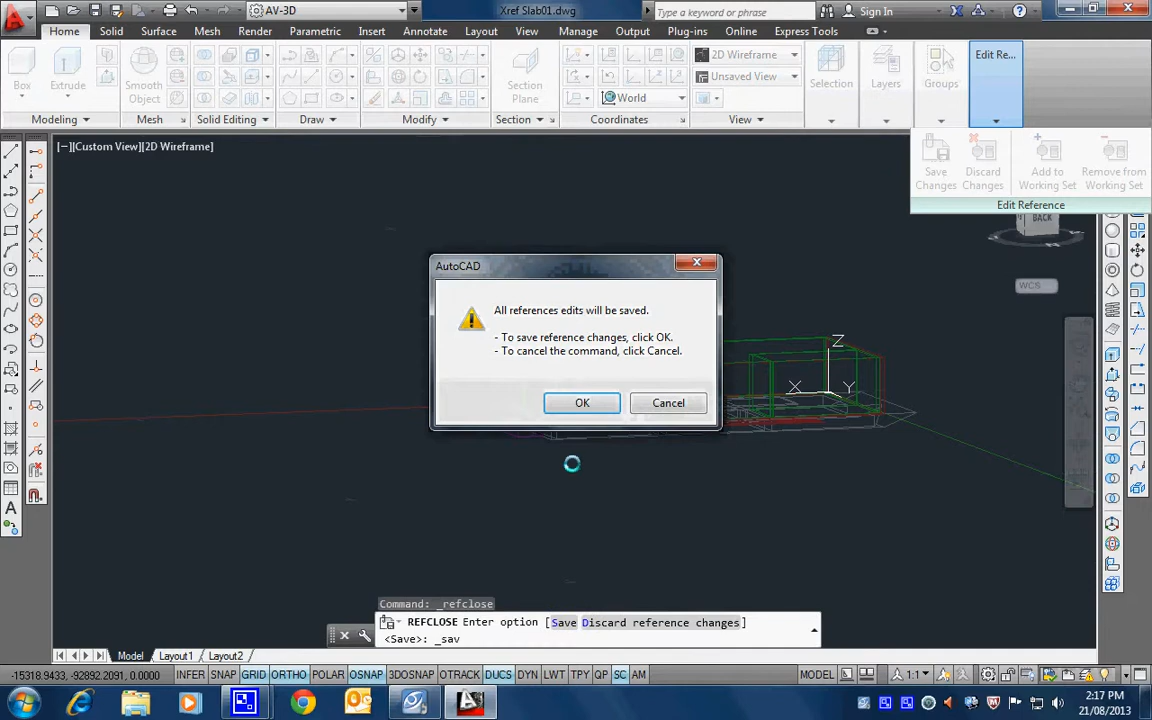 AV-3D
Xref Slab01.dwg
Type a keyword or phrase
Sign In
Home
Solid
Surface
Mesh
Render
Parametric
Insert
Annotate
Layout
View
Manage
Output
Plug-ins
Online
Express Tools
Box
Extrude
Smooth
Object
Section
Plane
2D Wireframe
Unsaved View
World
Selection
Layers
Groups
Edit Re...
Modeling
Mesh
Solid Editing
Draw
Modify
Section
Coordinates
View
Save
Changes
Discard
Changes
Add to
Working Set
Remove from
Working Set
Edit Reference
[−][Custom View][2D Wireframe]
BACK
WCS
AutoCAD
All references edits will be saved.
- To save reference changes, click OK.
- To cancel the command, click Cancel.
OK
Cancel
Z
X
Y
Command: _refclose
REFCLOSE Enter option [Save Discard reference changes]
<Save>: _sav
Model
Layout1
Layout2
-15318.9433, -92892.2091, 0.0000
INFER SNAP GRID ORTHO POLAR OSNAP 3DOSNAP OTRACK DUCS DYN LWT TPY QP SC AM
MODEL
1:1
2:17 PM
21/08/2013